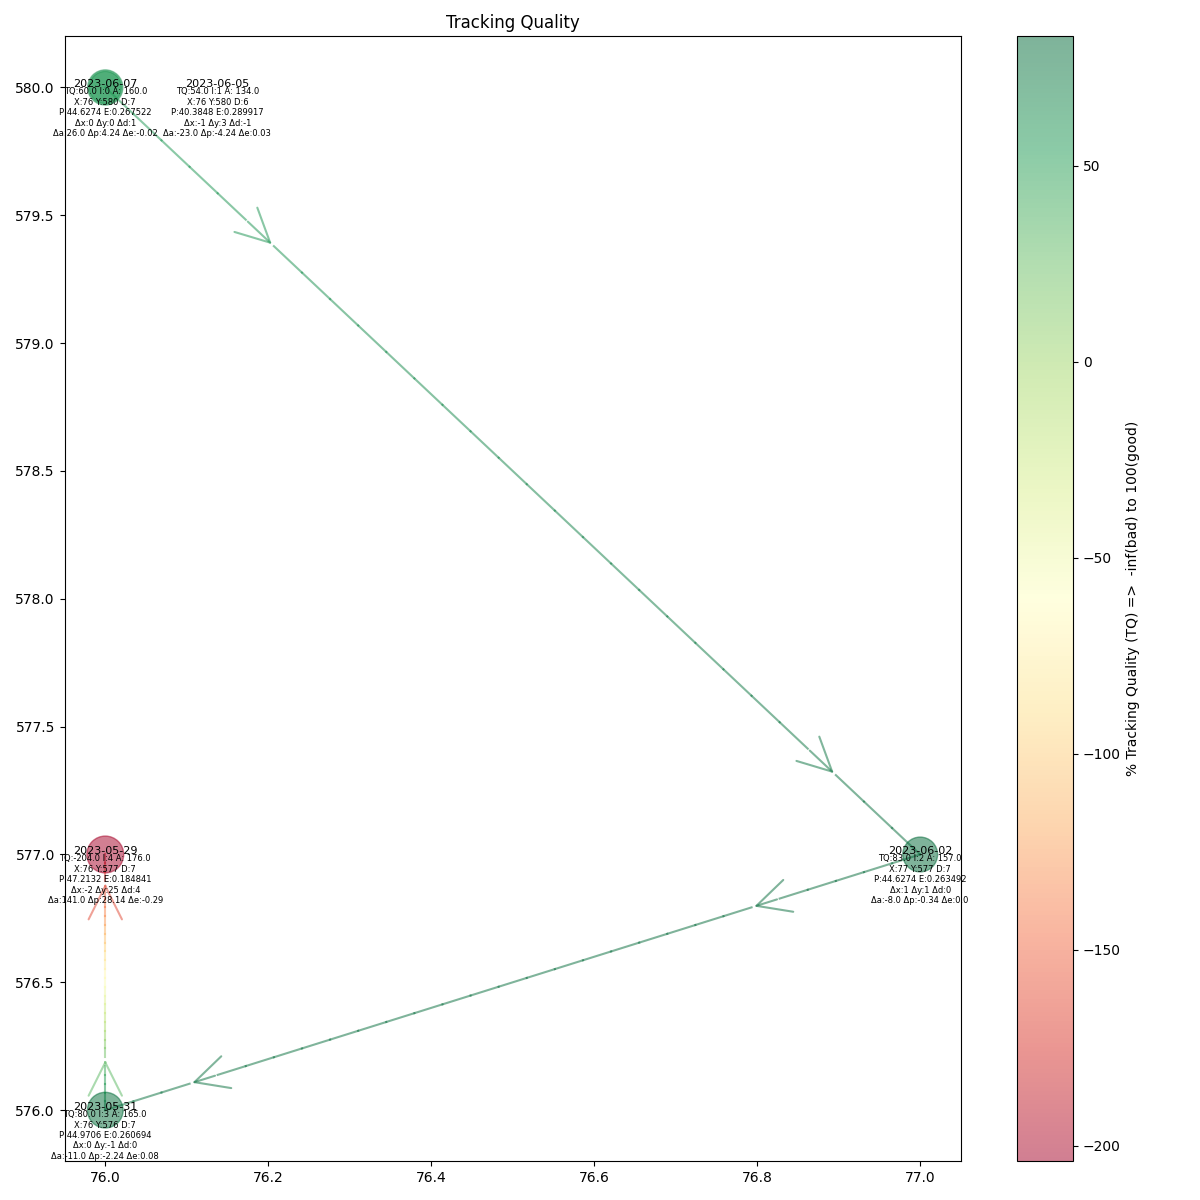 Tracking Quality
580.0
579.5
579.0
578.5
578.0
577.5
577.0
576.5
576.0
76.0
76.2
76.4
76.6
76.8
77.0
2023-06-07
TQ:60.0 I:0 A: 160.0
X:76 Y:580 D:7
P:44.6274 E:0.267522
Δx:0 Δy:0 Δd:1
Δa:26.0 Δp:4.24 Δe:-0.02
2023-06-05
TQ:54.0 I:1 A: 134.0
X:76 Y:580 D:6
P:40.3848 E:0.289917
Δx:-1 Δy:3 Δd:-1
Δa:-23.0 Δp:-4.24 Δe:0.03
2023-05-29
TQ:-204.0 I:4 A: 176.0
X:76 Y:577 D:7
P:47.2132 E:0.184841
Δx:-2 Δy:25 Δd:4
Δa:141.0 Δp:28.14 Δe:-0.29
2023-06-02
TQ:83.0 I:2 A: 157.0
X:77 Y:577 D:7
P:44.6274 E:0.263492
Δx:1 Δy:1 Δd:0
Δa:-8.0 Δp:-0.34 Δe:0.0
2023-05-31
TQ:80.0 I:3 A: 165.0
X:76 Y:576 D:7
P:44.9706 E:0.260694
Δx:0 Δy:-1 Δd:0
Δa:-11.0 Δp:-2.24 Δe:0.08
50
0
−50
−100
−150
−200
% Tracking Quality (TQ) => -inf(bad) to 100(good)